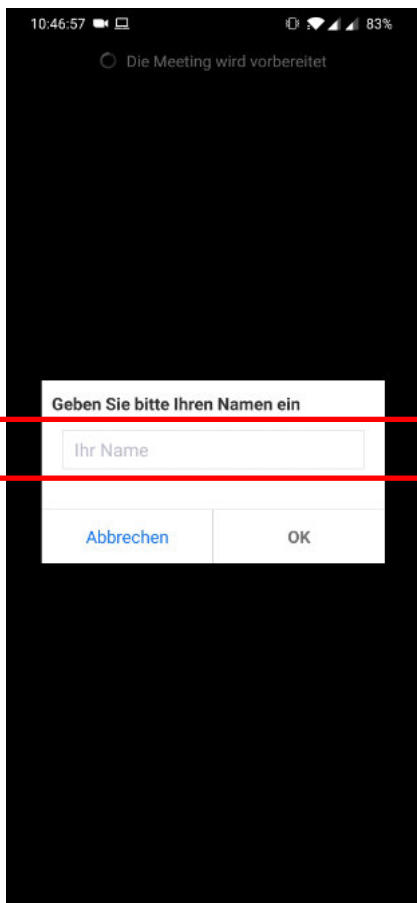 10:46:57 83%
Die Meeting wird vorbereitet
Geben Sie bitte Ihren Namen ein
Ihr Name
Abbrechen OK